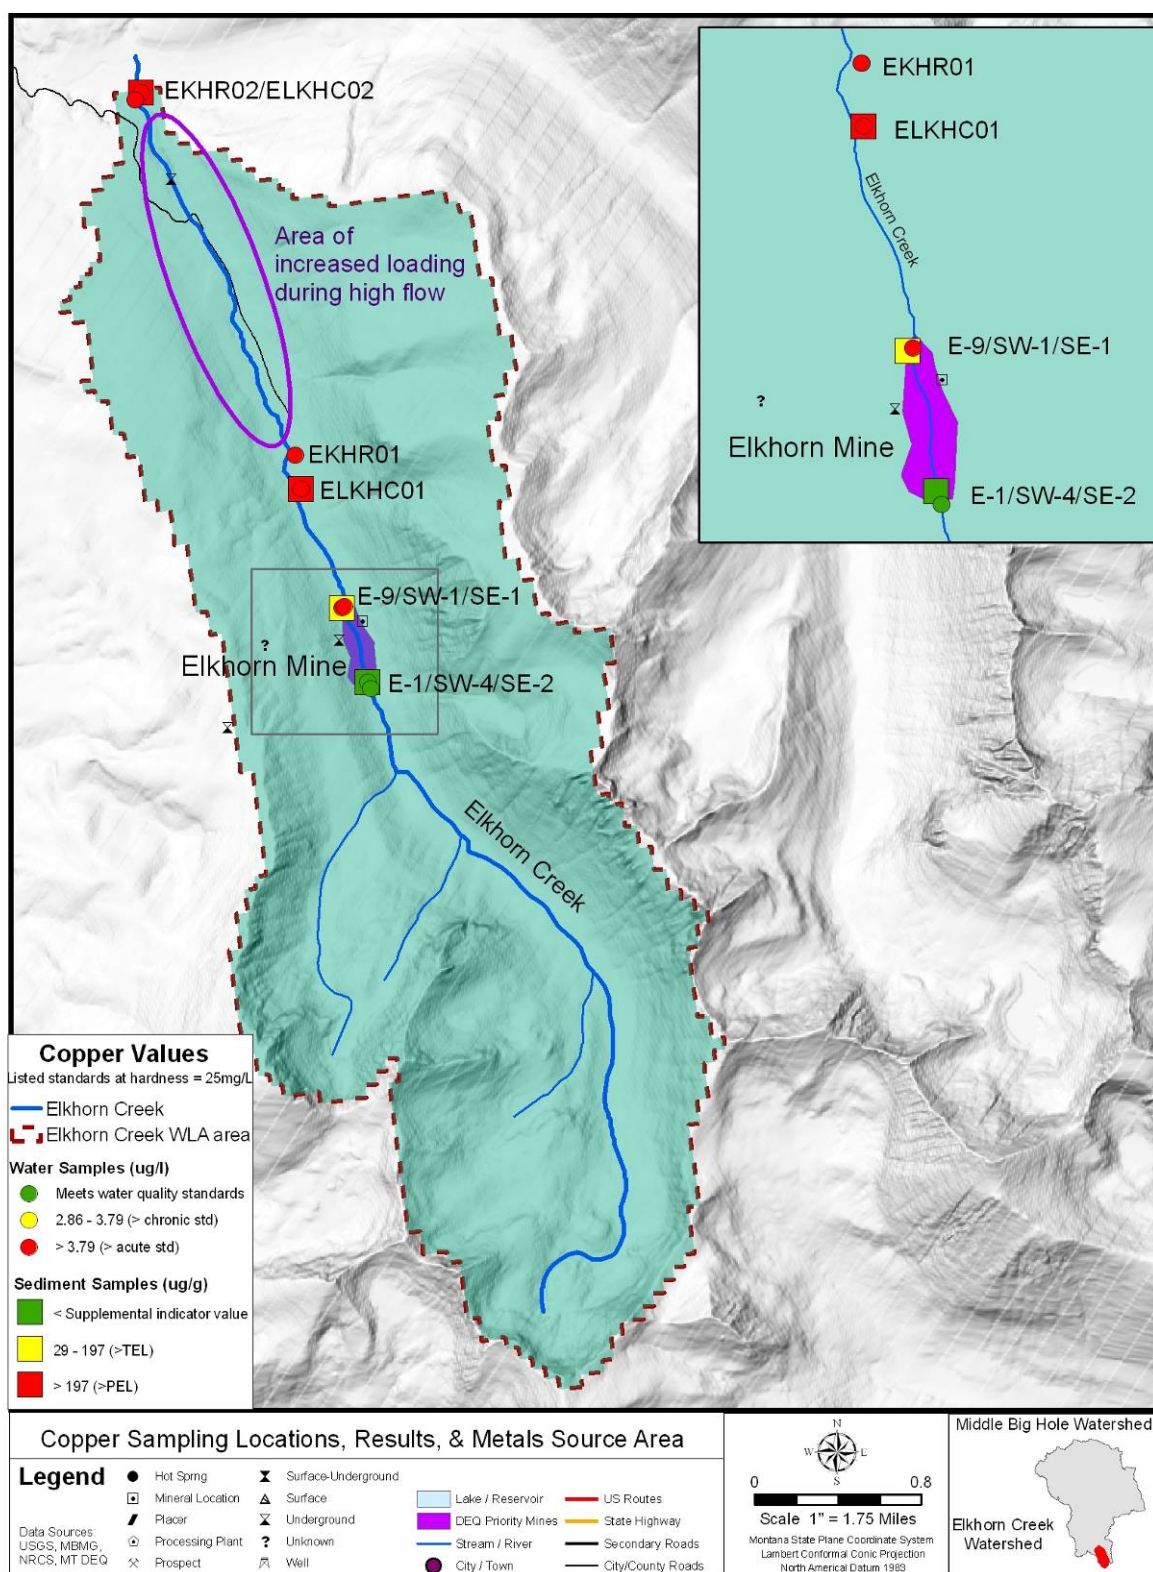 EKHR02/ELKHC02
Area of
increased loading
during high flow
EKHR01
ELKHC01
E-9/SW-1/SE-1
?
Elkhorn Mine
E-1/SW-4/SE-2
Elkhorn Creek
EKHR01
ELKHC01
Elkhorn Creek
E-9/SW-1/SE-1
?
Elkhorn Mine
E-1/SW-4/SE-2
Copper Values
Listed standards at hardness = 25mg/L
Elkhorn Creek
Elkhorn Creek WLA area
Water Samples (ug/l)
Meets water quality standards
2.86 - 3.79 (> chronic std)
> 3.79 (> acute std)
Sediment Samples (ug/g)
< Supplemental indicator value
29 - 197 (>TEL)
> 197 (>PEL)
Copper Sampling Locations, Results, & Metals Source Area
Legend
Data Sources:
USGS, MBMG,
NRCS, MT DEQ
Hot Sprng
Mineral Location
Placer
Processing Plant
Prospect
Surface-Underground
Surface
Underground
? Unknown
Well
Lake / Reservoir
DEQ Priority Mines
Stream / River
City / Town
US Routes
State Highway
Secondary Roads
City/County Roads
N
W E
S
0 0.8
Scale 1" = 1.75 Miles
Montana State Plane Coordinate System
Lambert Conformal Conic Projection
North Americal Datum 1983
Middle Big Hole Watershed
Elkhorn Creek
Watershed